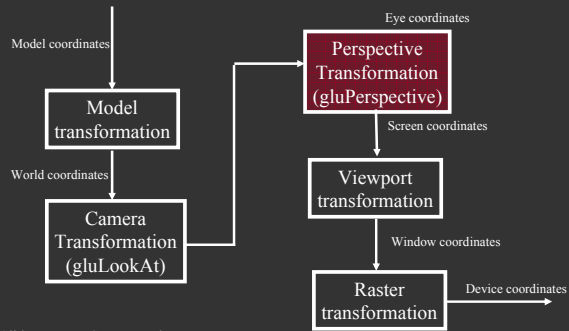 Model coordinates
Model
transformation
World coordinates
Camera
Transformation
(gluLookAt)
Eye coordinates
Perspective
Transformation
(gluPerspective)
Screen coordinates
Viewport
transformation
Window coordinates
Raster
transformation
Device coordinates